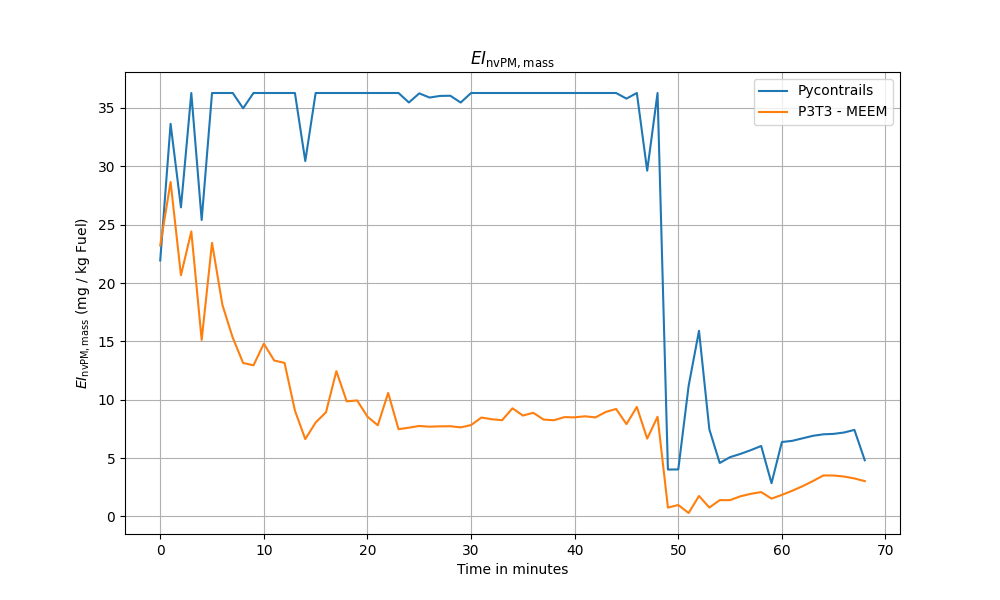 EI_nvPM, mass
Pycontrails
P3T3 - MEEM
EI_nvPM, mass (mg / kg Fuel)
35
30
25
20
15
10
5
0
0 10 20 30 40 50 60 70
Time in minutes